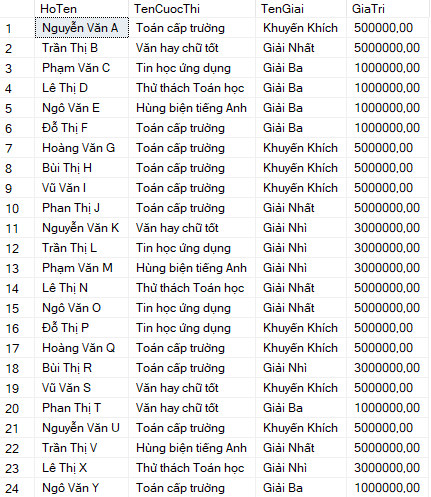 HoTen TenCuocThi TenGiai GiaTri
1 Nguyễn Văn A Toán cấp trường Khuyến Khích 500000,00
2 Trần Thị B Văn hay chữ tốt Giải Nhất 5000000,00
3 Phạm Văn C Tin học ứng dụng Giải Ba 1000000,00
4 Lê Thị D Thử thách Toán học Giải Ba 1000000,00
5 Ngô Văn E Hùng biện tiếng Anh Giải Ba 1000000,00
6 Đỗ Thị F Toán cấp trường Giải Ba 1000000,00
7 Hoàng Văn G Toán cấp trường Khuyến Khích 500000,00
8 Bùi Thị H Toán cấp trường Khuyến Khích 500000,00
9 Vũ Văn I Toán cấp trường Khuyến Khích 500000,00
10 Phan Thị J Toán cấp trường Giải Nhất 5000000,00
11 Nguyễn Văn K Văn hay chữ tốt Giải Nhì 3000000,00
12 Trần Thị L Tin học ứng dụng Giải Nhì 3000000,00
13 Phạm Văn M Hùng biện tiếng Anh Giải Nhì 3000000,00
14 Lê Thị N Thử thách Toán học Giải Nhất 5000000,00
15 Ngô Văn O Tin học ứng dụng Giải Nhất 5000000,00
16 Đỗ Thị P Tin học ứng dụng Khuyến Khích 500000,00
17 Hoàng Văn Q Toán cấp trường Khuyến Khích 500000,00
18 Bùi Thị R Toán cấp trường Giải Nhì 3000000,00
19 Vũ Văn S Văn hay chữ tốt Khuyến Khích 500000,00
20 Phan Thị T Văn hay chữ tốt Giải Ba 1000000,00
21 Nguyễn Văn U Toán cấp trường Khuyến Khích 500000,00
22 Trần Thị V Hùng biện tiếng Anh Giải Nhất 5000000,00
23 Lê Thị X Thử thách Toán học Giải Nhì 3000000,00
24 Ngô Văn Y Toán cấp trường Giải Ba 1000000,00